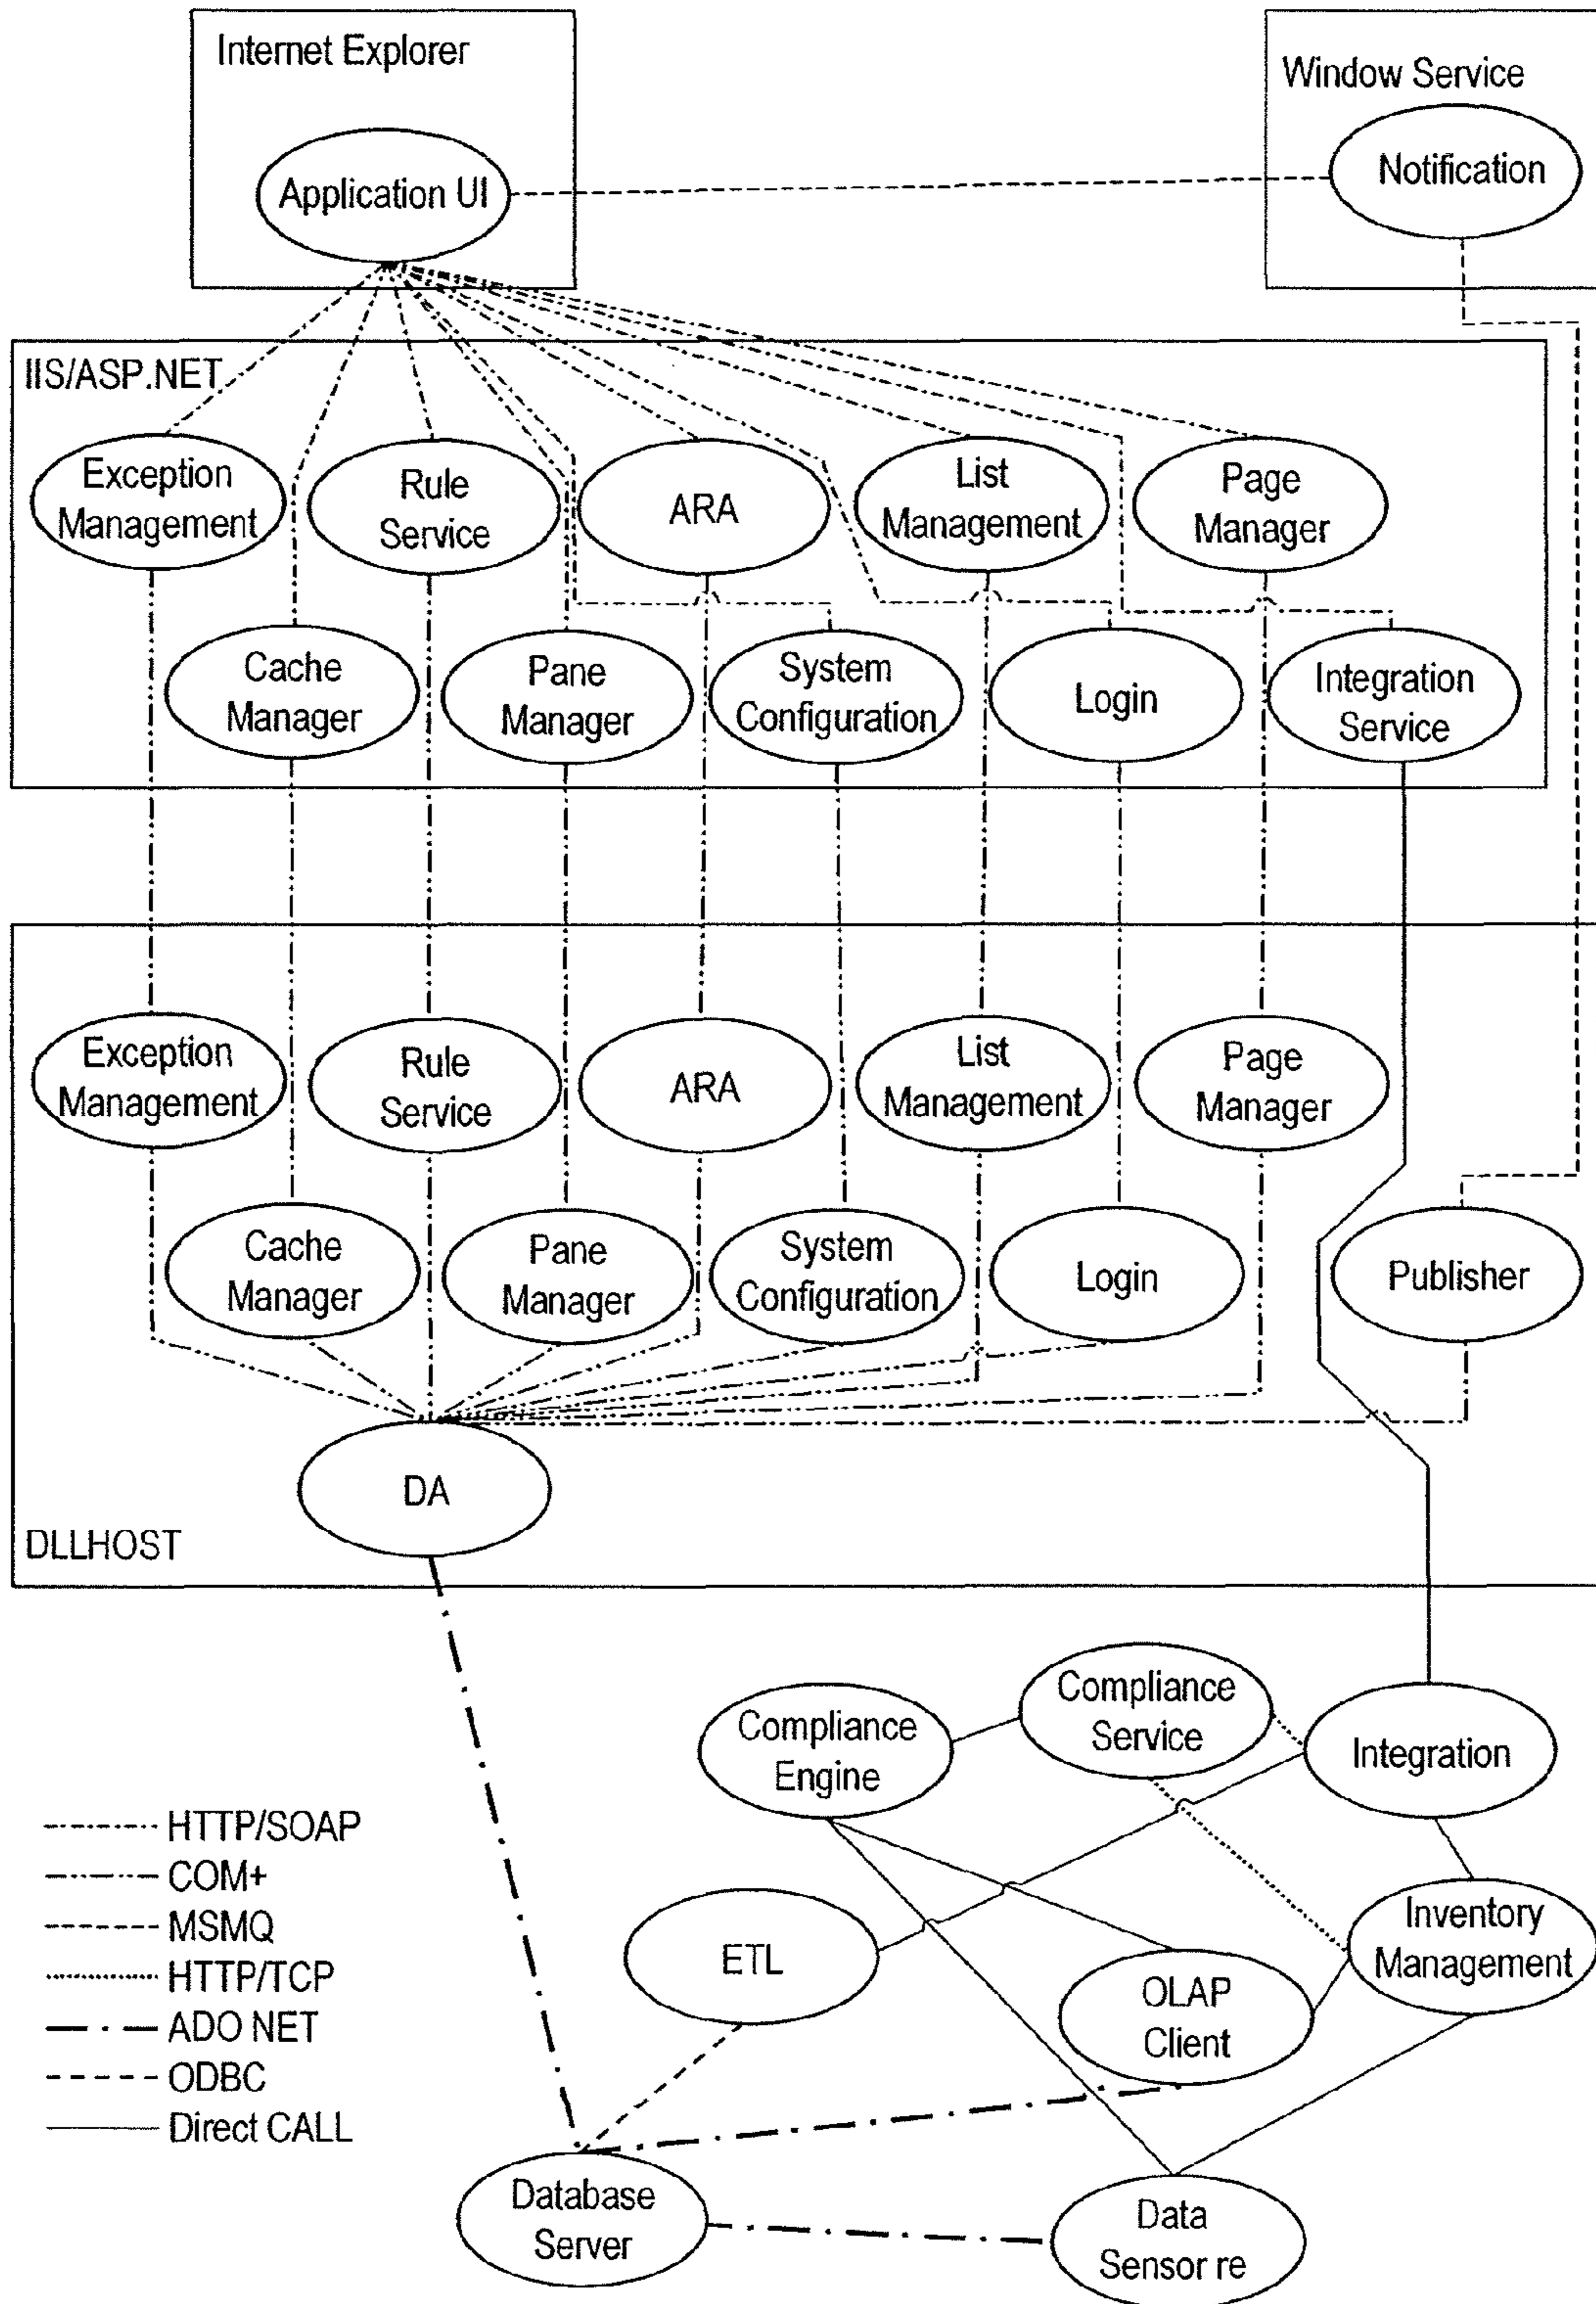 Internet Explorer
Window Service
Application UI
Notification
IIS/ASP.NET
Exception
Management
Rule
Service
ARA
List
Management
Page
Manager
Cache
Manager
Pane
Manager
System
Configuration
Login
Integration
Service
Exception
Management
Rule
Service
ARA
List
Management
Page
Manager
Cache
Manager
Pane
Manager
System
Configuration
Login
Publisher
DA
DLLHOST
Compliance
Engine
Compliance
Service
Integration
HTTP/SOAP
COM+
MSMQ
HTTP/TCP
ADO NET
ODBC
Direct CALL
ETL
OLAP
Client
Inventory
Management
Database
Server
Data
Sensor re